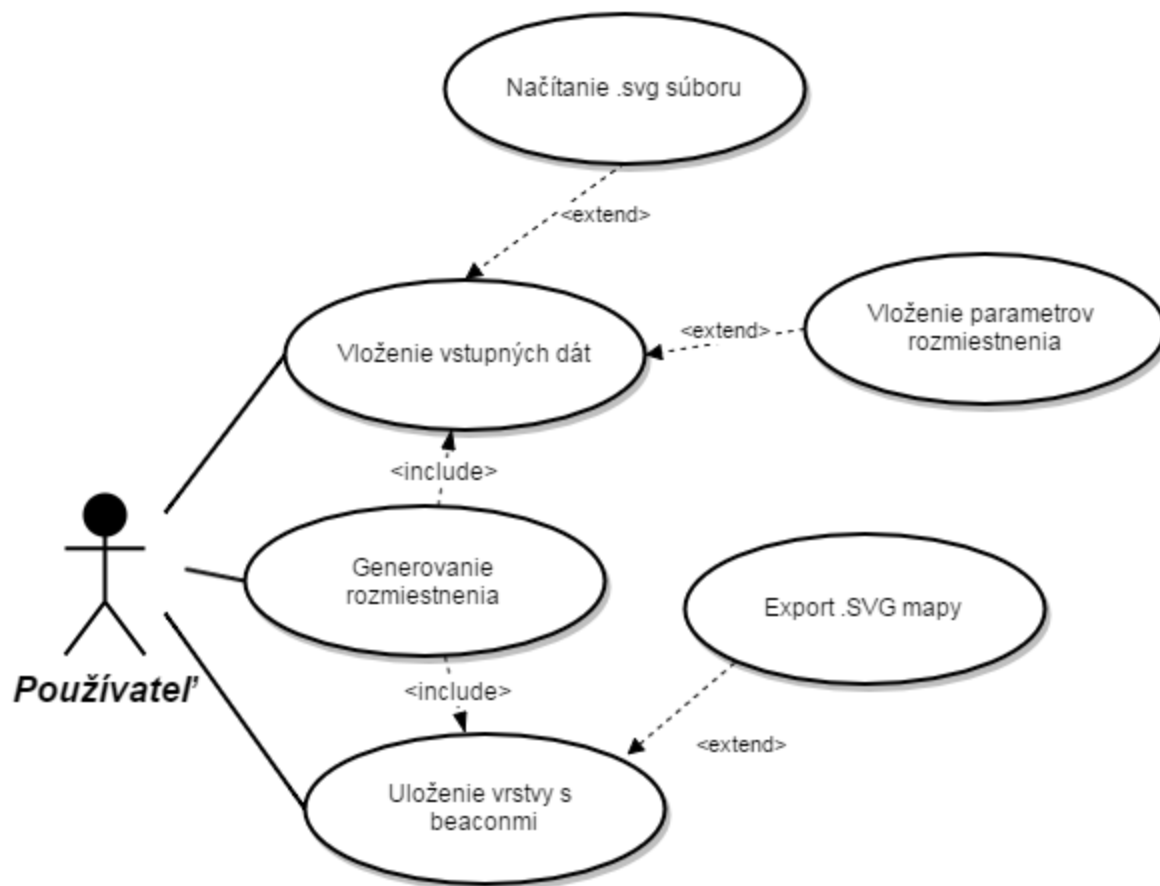 Načítanie .svg súboru
<extend>
Vloženie parametrov
rozmiestnenia
<extend>
Vloženie vstupných dát
<include>
Generovanie
rozmiestnenia
Export .SVG mapy
Používateľ
<include>
<extend>
Uloženie vrstvy s
beaconmi